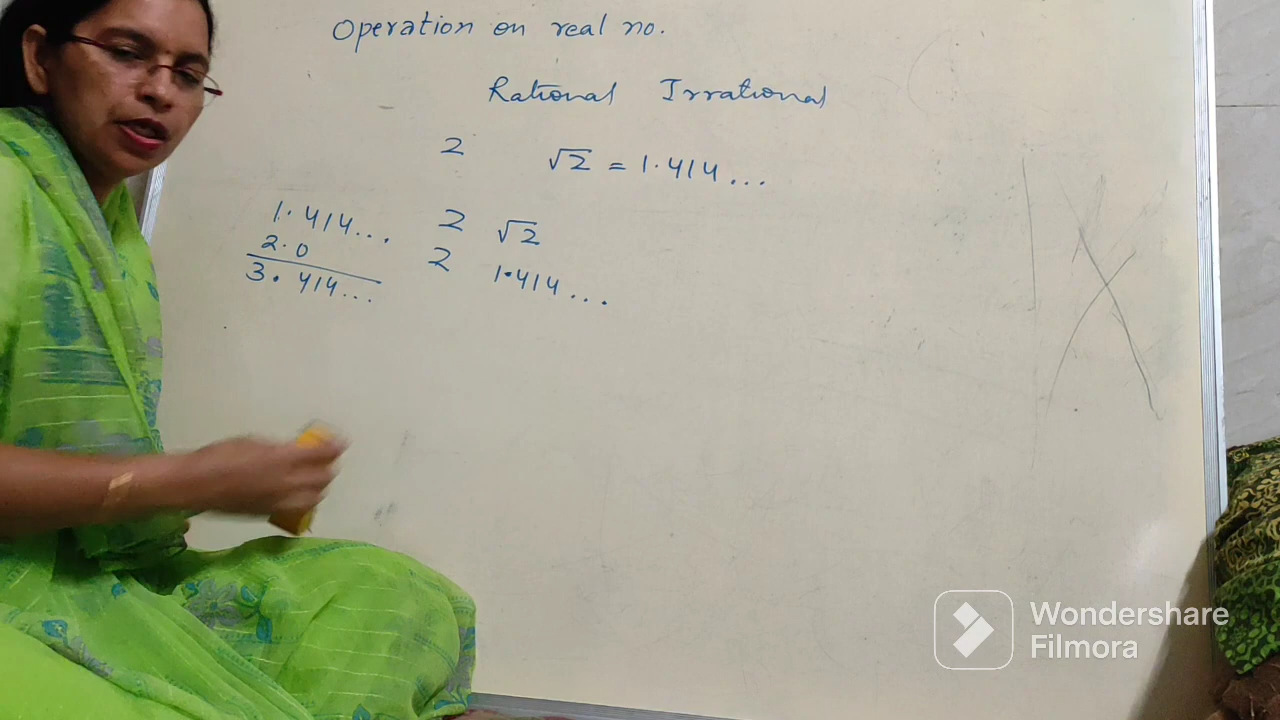 Operation on real no.
Rational Irrational
2 √2 = 1.414...
1.414... 2 √2
2.0 2 1.414...
3.414...
Wondershare
Filmora